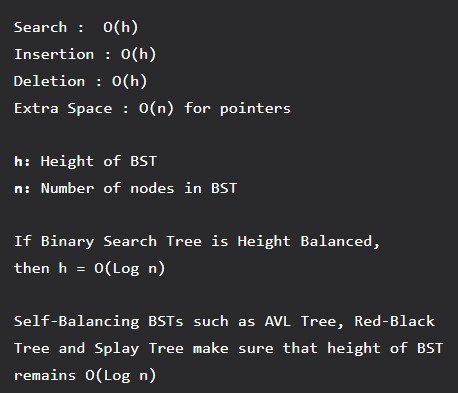 Search :  O(h)
Insertion : O(h)
Deletion : O(h)
Extra Space : O(n) for pointers
h: Height of BST
n: Number of nodes in BST
If Binary Search Tree is Height Balanced,
then h = O(Log n)
Self-Balancing BSTs such as AVL Tree, Red-Black
Tree and Splay Tree make sure that height of BST
remains O(Log n)